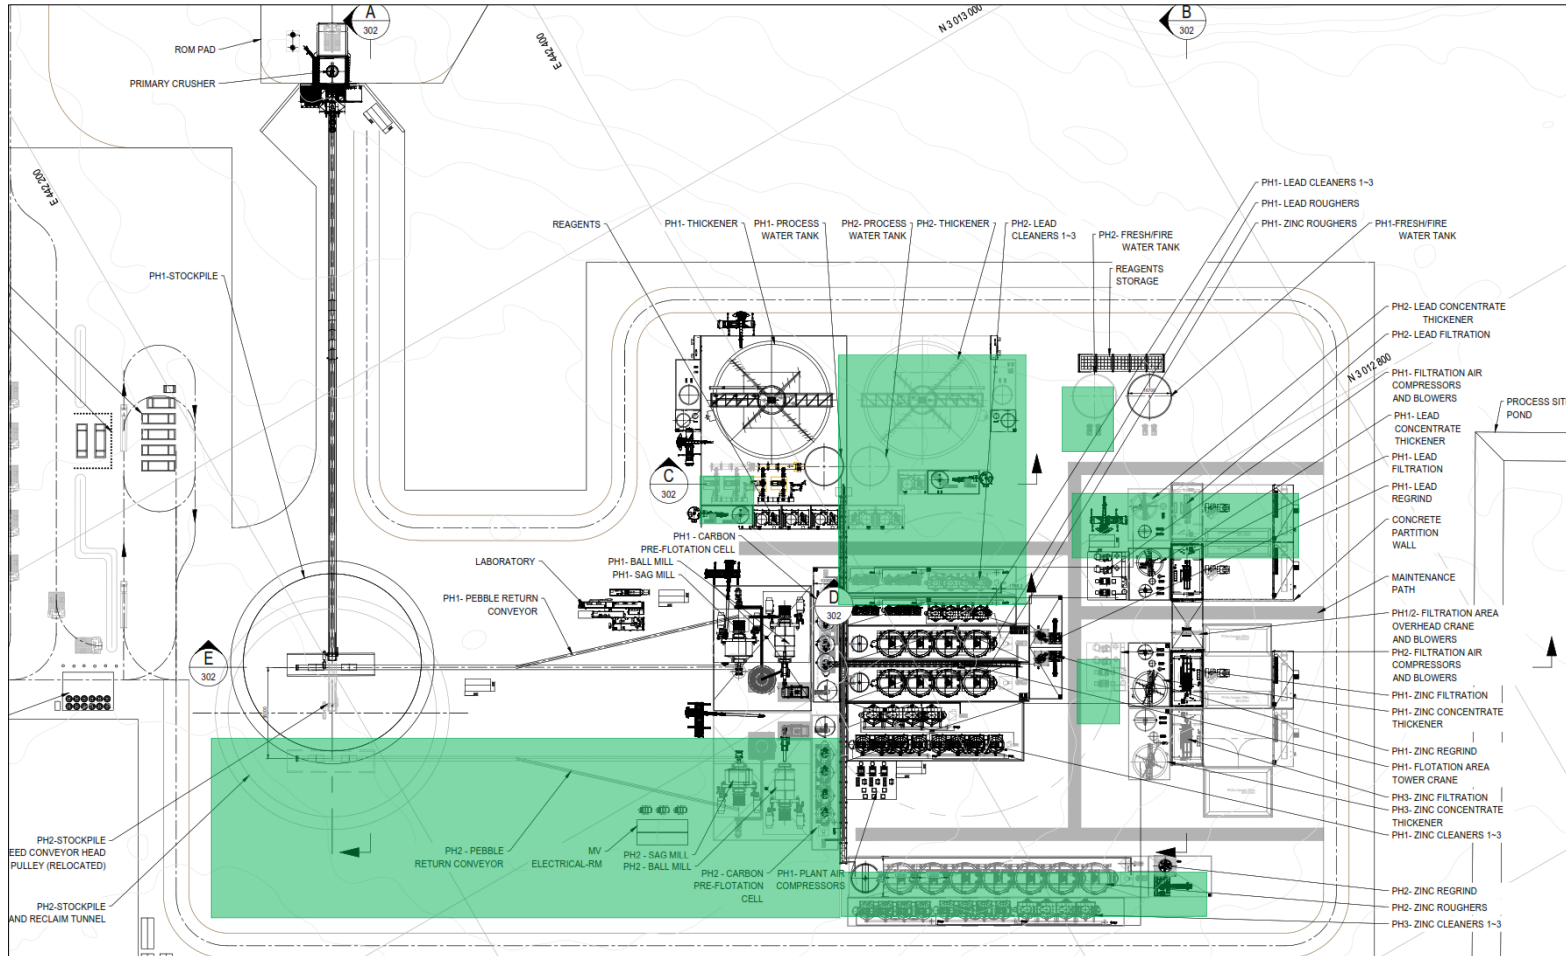 A
302
B
302
N 3 013 000
E 442 400
ROM PAD
PRIMARY CRUSHER
E 442 200
PH1- LEAD CLEANERS 1~3
PH1- LEAD ROUGHERS
PH1- ZINC ROUGHERS
REAGENTS
PH1- THICKENER
PH1- PROCESS
WATER TANK
PH2- PROCESS
WATER TANK
PH2- THICKENER
PH2- LEAD
CLEANERS 1~3
PH2- FRESH/FIRE
WATER TANK
PH1-FRESH/FIRE
WATER TANK
REAGENTS
STORAGE
PH1-STOCKPILE
PH2- LEAD CONCENTRATE
THICKENER
PH2- LEAD FILTRATION
N 3 012 800
PH1- FILTRATION AIR
COMPRESSORS
AND BLOWERS
PROCESS SITE
POND
PH1- LEAD
CONCENTRATE
THICKENER
PH1- LEAD
FILTRATION
C
302
PH1- LEAD
REGRIND
CONCRETE
PARTITION
WALL
PH1 - CARBON
PRE-FLOTATION CELL
LABORATORY
PH1- BALL MILL
PH1- SAG MILL
PH1- PEBBLE RETURN
CONVEYOR
MAINTENANCE
PATH
D
302
PH1/2- FILTRATION AREA
OVERHEAD CRANE
AND BLOWERS
PH2- FILTRATION AIR
COMPRESSORS
AND BLOWERS
E
302
PH1- ZINC FILTRATION
PH1- ZINC CONCENTRATE
THICKENER
PH1- ZINC REGRIND
PH1- FLOTATION AREA
TOWER CRANE
PH3- ZINC FILTRATION
PH3- ZINC CONCENTRATE
THICKENER
PH1- ZINC CLEANERS 1~3
PH2-STOCKPILE
EED CONVEYOR HEAD
PULLEY (RELOCATED)
PH2 - PEBBLE
RETURN CONVEYOR
MV
ELECTRICAL-RM
PH2 - SAG MILL
PH2 - BALL MILL
PH2 - CARBON
PRE-FLOTATION
CELL
PH1- PLANT AIR
COMPRESSORS
PH2-STOCKPILE
AND RECLAIM TUNNEL
PH2- ZINC REGRIND
PH2- ZINC ROUGHERS
PH3- ZINC CLEANERS 1~3